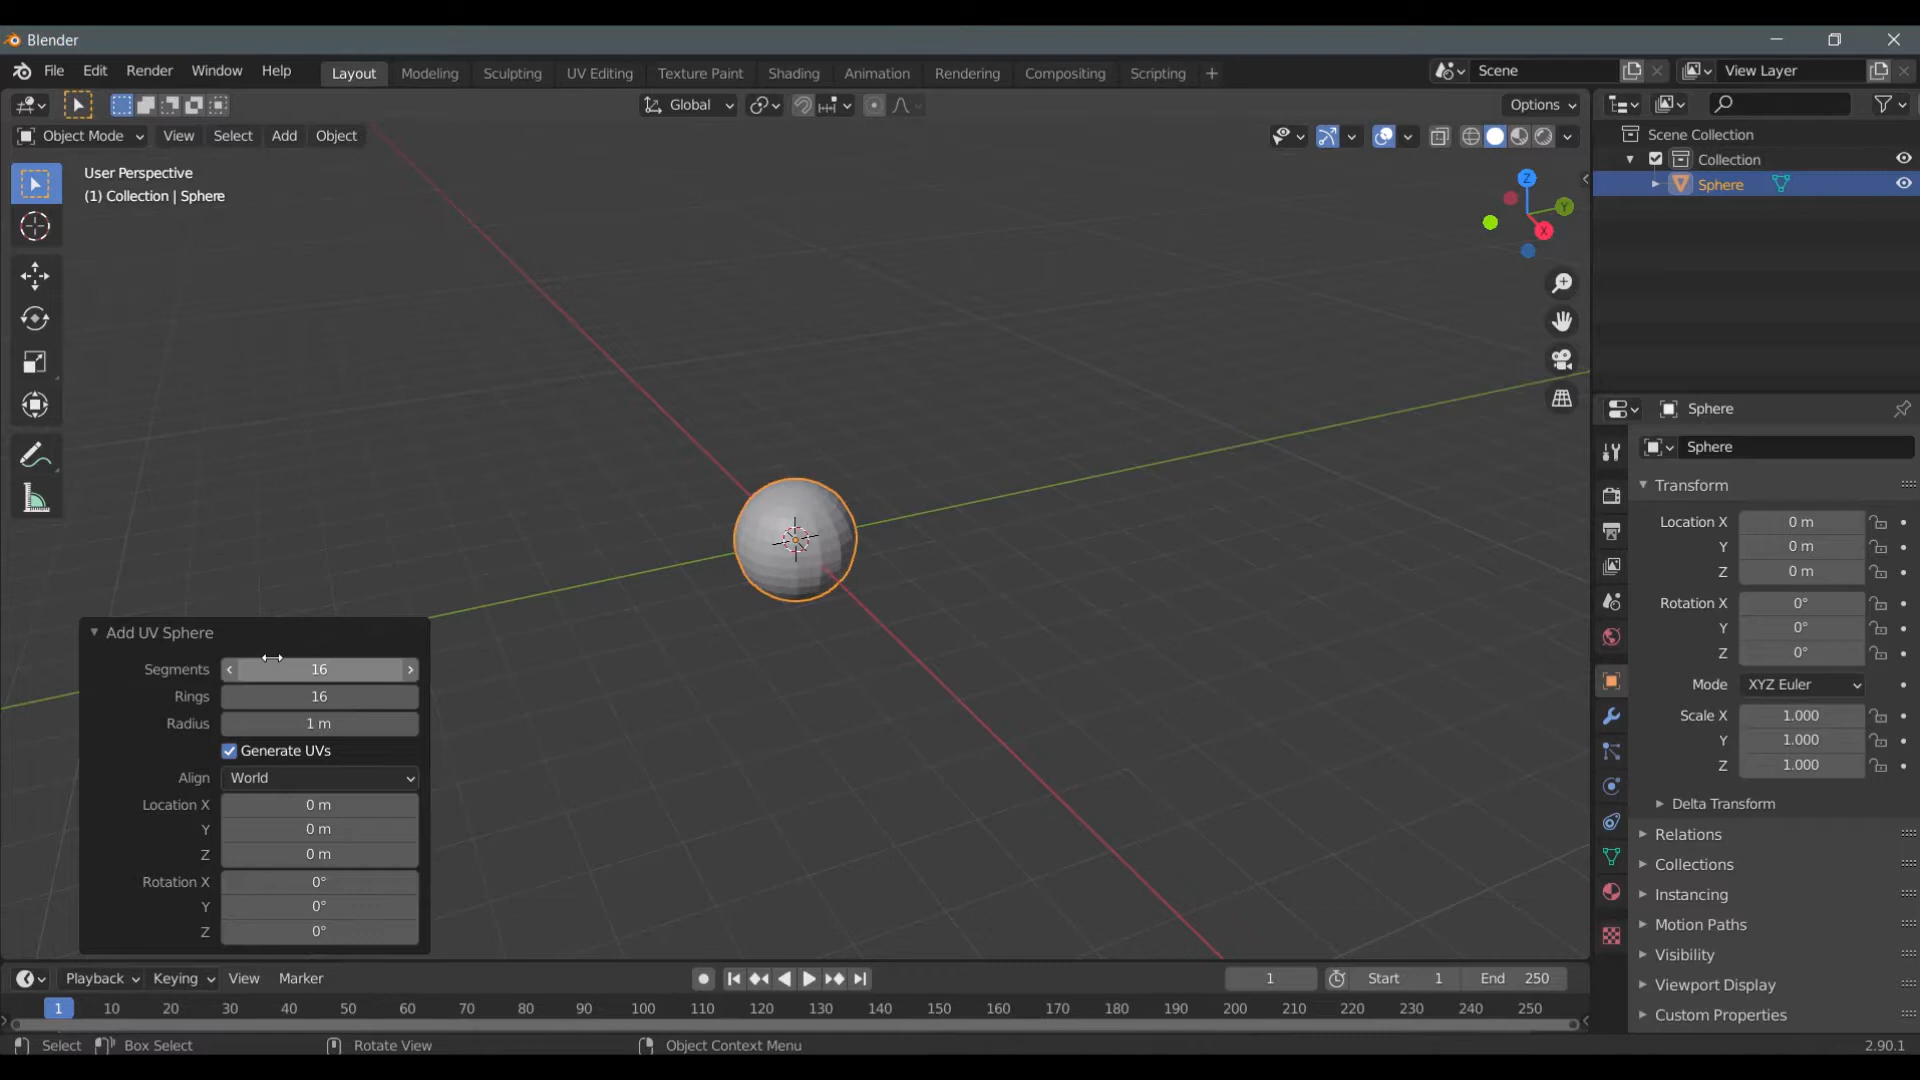 Blender
File Edit Render Window Help Layout Modeling Sculpting UV Editing Texture Paint Shading Animation Rendering Compositing Scripting + Scene View Layer
Global Options
Object Mode View Select Add Object
User Perspective
(1) Collection | Sphere
Z
Y
X
Scene Collection
Collection
Sphere
Sphere
Sphere
Transform
Location X 0 m
Y 0 m
Z 0 m
Rotation X 0°
Y 0°
Z 0°
Mode XYZ Euler
Scale X 1.000
Y 1.000
Z 1.000
Delta Transform
Relations
Collections
Instancing
Motion Paths
Visibility
Viewport Display
Custom Properties
Add UV Sphere
Segments 16
Rings 16
Radius 1 m
Generate UVs
Align World
Location X 0 m
Y 0 m
Z 0 m
Rotation X 0°
Y 0°
Z 0°
Playback Keying View Marker 1 Start 1 End 250
1 10 20 30 40 50 60 70 80 90 100 110 120 130 140 150 160 170 180 190 200 210 220 230 240 250
Select Box Select Rotate View Object Context Menu 2.90.1